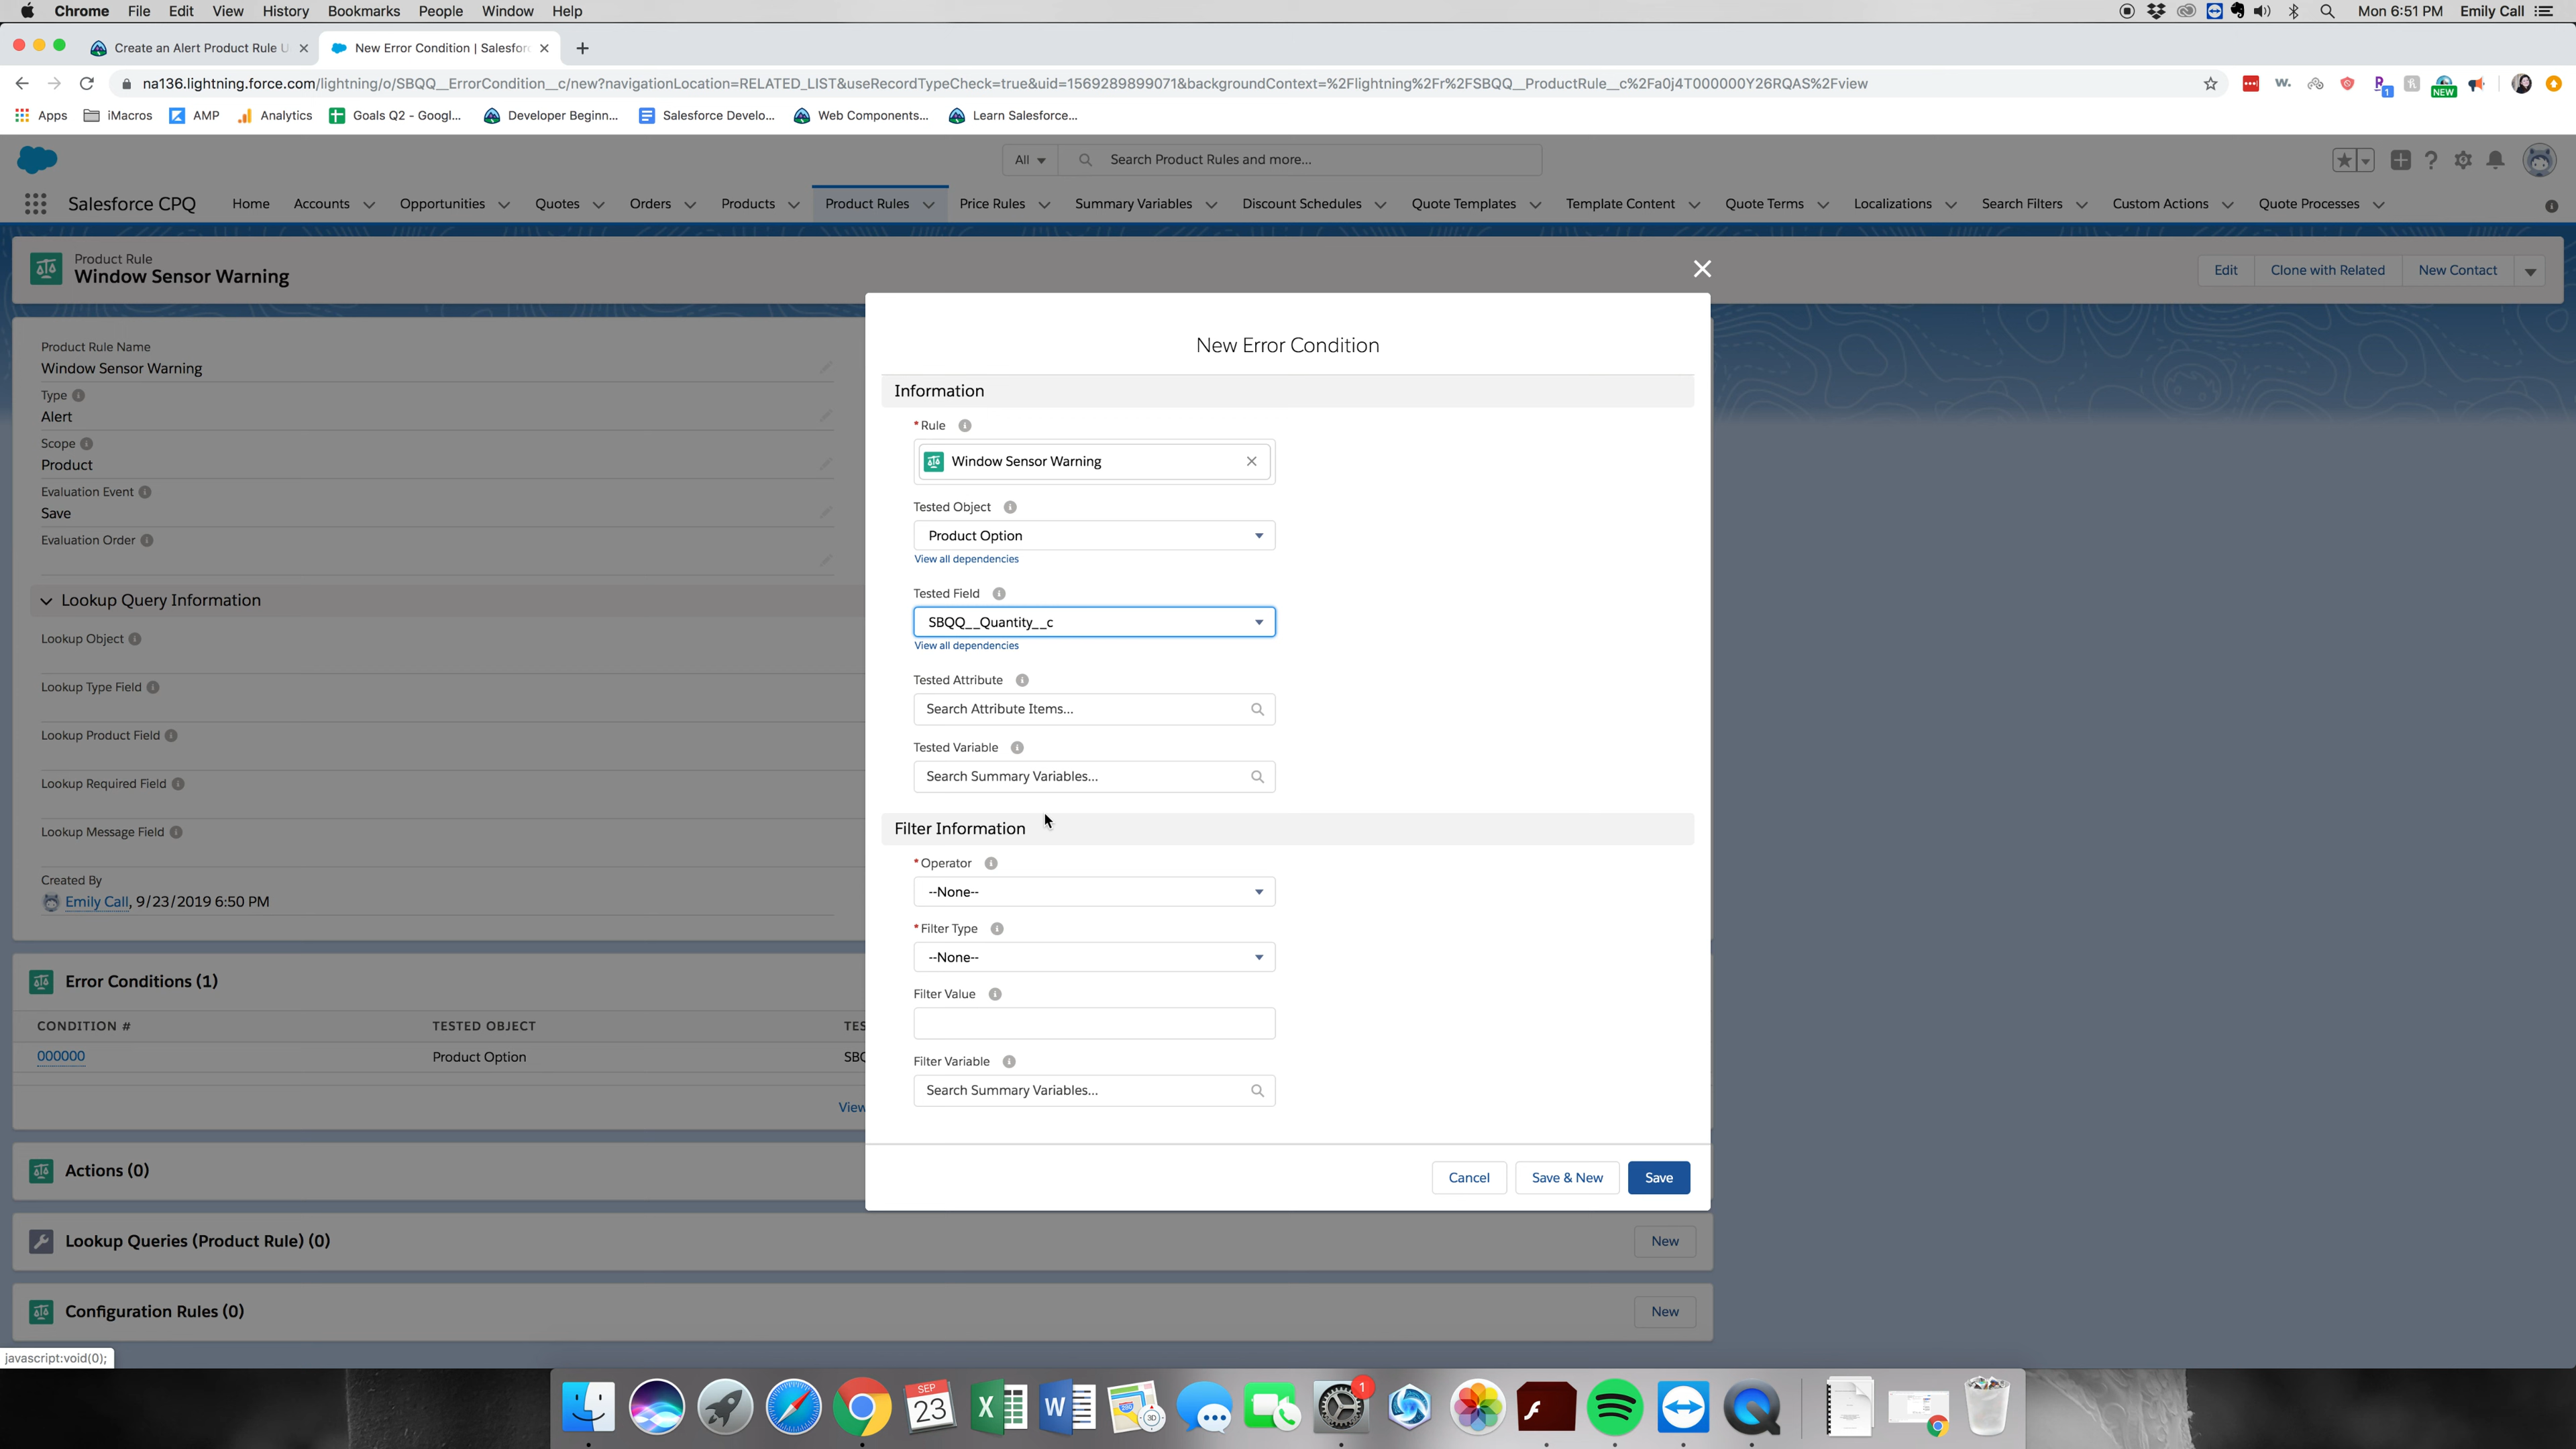 Chrome File Edit View History Bookmarks People Window Help Mon 6:51 PM Emily Call
Create an Alert Product Rule U New Error Condition | Salesforc
na136.lightning.force.com/lightning/o/SBQQ__ErrorCondition__c/new?navigationLocation=RELATED_LIST&useRecordTypeCheck=true&uid=1569289899071&backgroundContext=%2Flightning%2Fr%2FSBQQ__ProductRule__c%2Fa0j4T000000Y26RQAS%2Fview
Apps iMacros AMP Analytics Goals Q2 - Googl... Developer Beginn... Salesforce Develo... Web Components... Learn Salesforce...
NEW
1
All Search Product Rules and more...
Salesforce CPQ Home Accounts Opportunities Quotes Orders Products Product Rules Price Rules Summary Variables Discount Schedules Quote Templates Template Content Quote Terms Localizations Search Filters Custom Actions Quote Processes
Product Rule
Window Sensor Warning
Edit Clone with Related New Contact
Product Rule Name
Window Sensor Warning
Type
Alert
Scope
Product
Evaluation Event
Save
Evaluation Order
Lookup Query Information
Lookup Object
Lookup Type Field
Lookup Product Field
Lookup Required Field
Lookup Message Field
Created By
Emily Call, 9/23/2019 6:50 PM
Error Conditions (1)
CONDITION # TESTED OBJECT TES
000000 Product Option SBQ
View
Actions (0)
Lookup Queries (Product Rule) (0) New
Configuration Rules (0) New
New Error Condition
Information
* Rule
Window Sensor Warning
Tested Object
Product Option
View all dependencies
Tested Field
SBQQ__Quantity__c
View all dependencies
Tested Attribute
Search Attribute Items...
Tested Variable
Search Summary Variables...
Filter Information
* Operator
--None--
* Filter Type
--None--
Filter Value
Filter Variable
Search Summary Variables...
Cancel Save & New Save
javascript:void(0);
SEP
23
3D
1